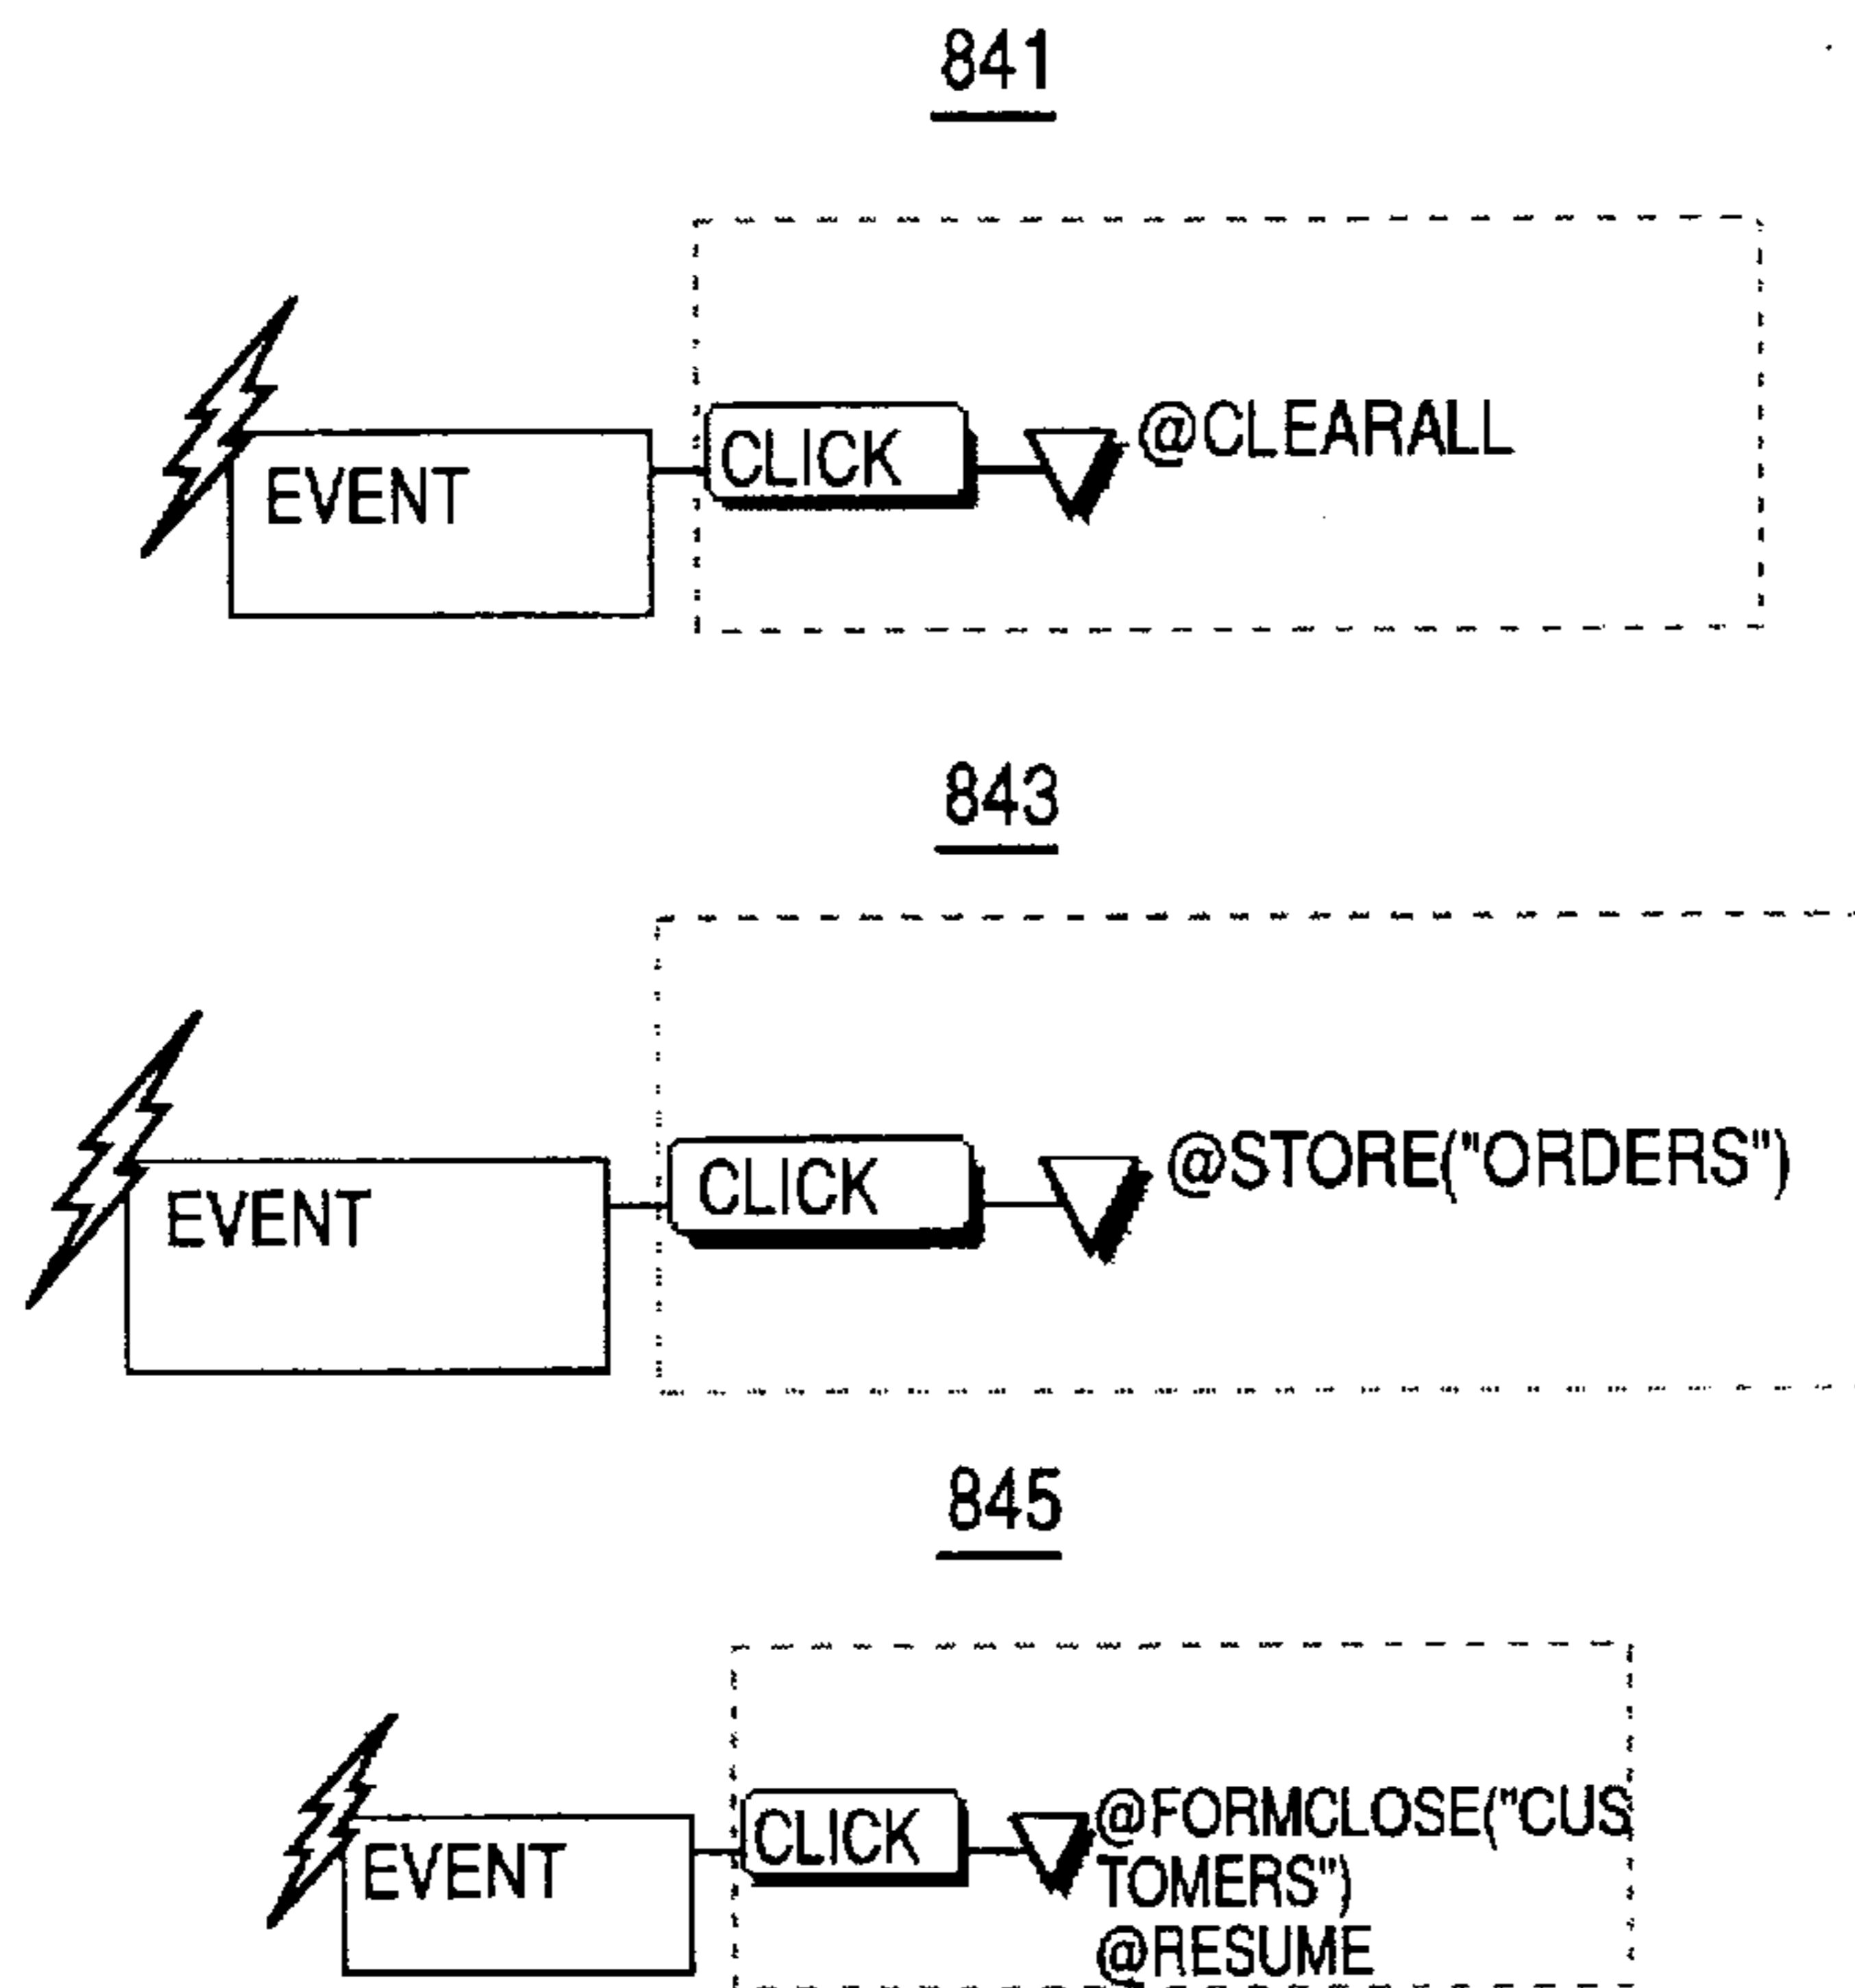 841
@CLEARALL
CLICK
EVENT
843
@STORE("ORDERS")
CLICK
EVENT
845
@FORMCLOSE("CUS
TOMERS")
@RESUME
CLICK
EVENT